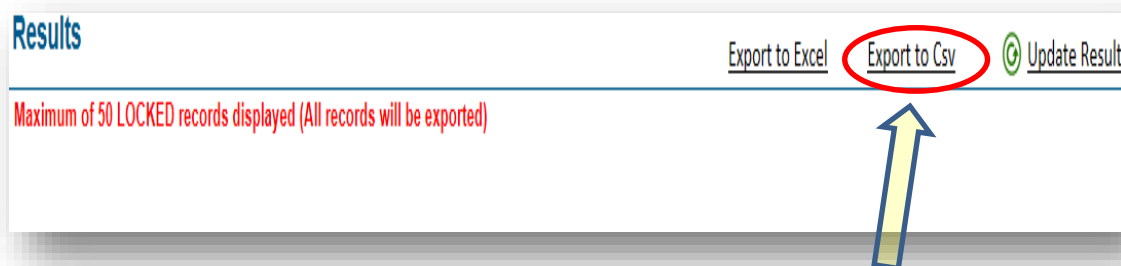 Results
Export to Excel Export to Csv Update Result
Maximum of 50 LOCKED records displayed (All records will be exported)